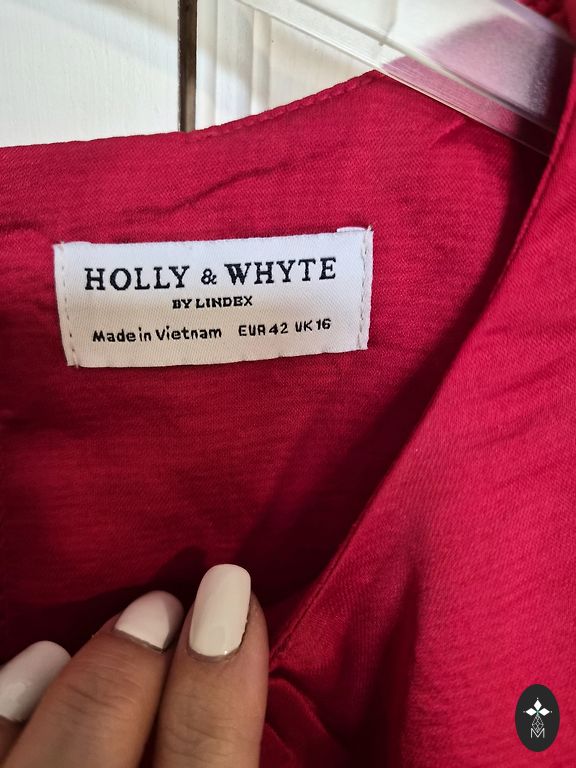 HOLLY & WHYTE
BY LINDEX
Made in Vietnam EUR 42 UK 16